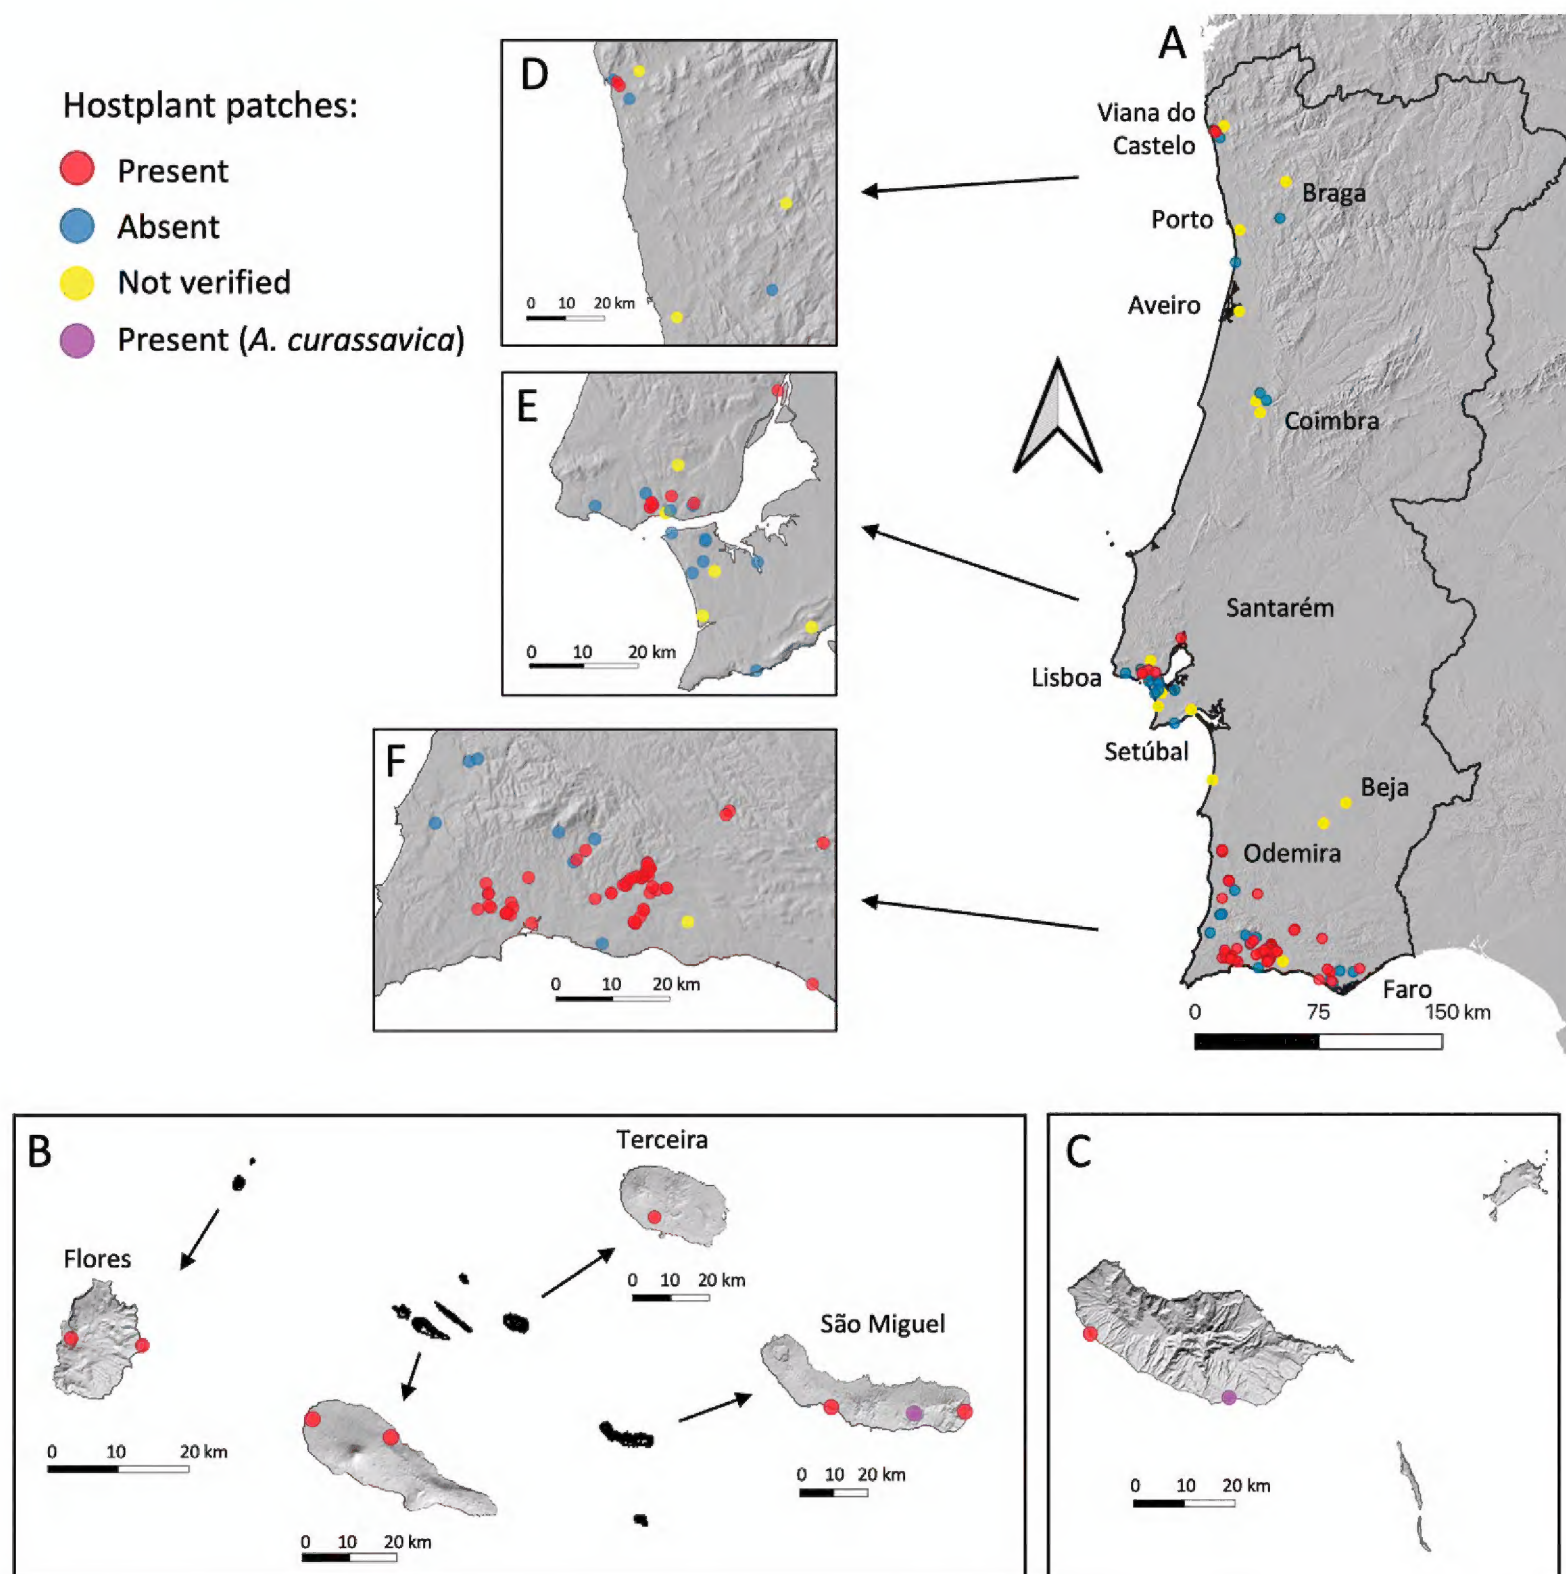 Hostplant patches:
Present
Absent
Not verified
Present (A. curassavica)
D
0 10 20 km
E
0 10 20 km
F
0 10 20 km
A
Viana do
Castelo
Braga
Porto
Aveiro
Coimbra
Santarém
Lisboa
Setúbal
Beja
Odemira
Faro
0 75 150 km
B
Terceira
0 10 20 km
Flores
0 10 20 km
São Miguel
0 10 20 km
0 10 20 km
C
0 10 20 km